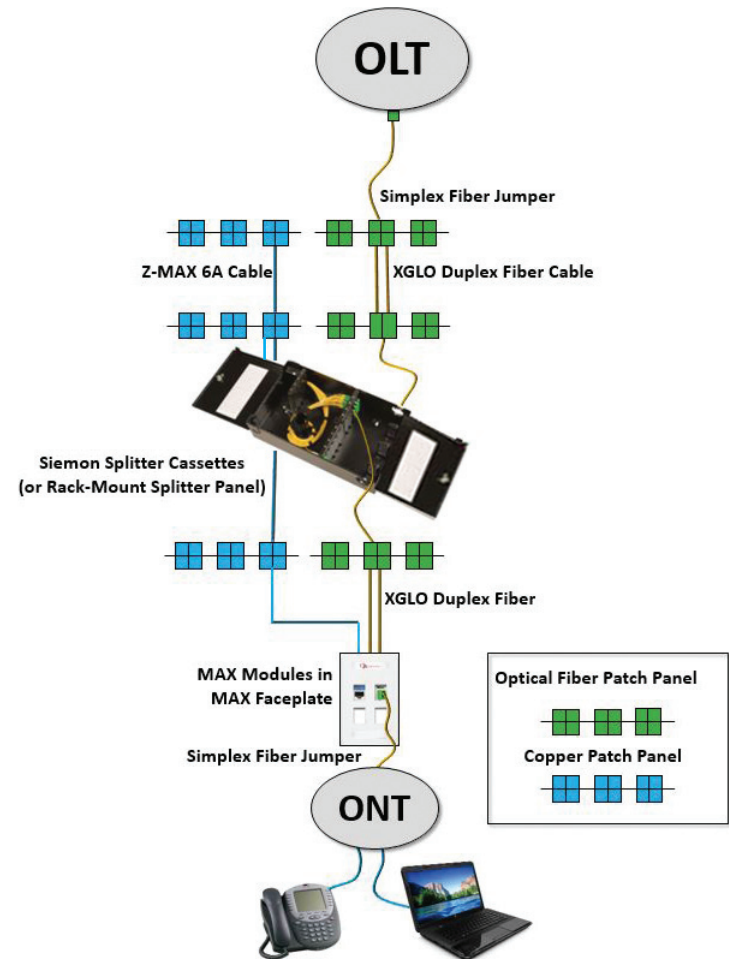 OLT
Simplex Fiber Jumper
Z-MAX 6A Cable
XGLO Duplex Fiber Cable
Siemon Splitter Cassettes
(or Rack-Mount Splitter Panel)
XGLO Duplex Fiber
MAX Modules in
MAX Faceplate
Optical Fiber Patch Panel
Copper Patch Panel
Simplex Fiber Jumper
ONT